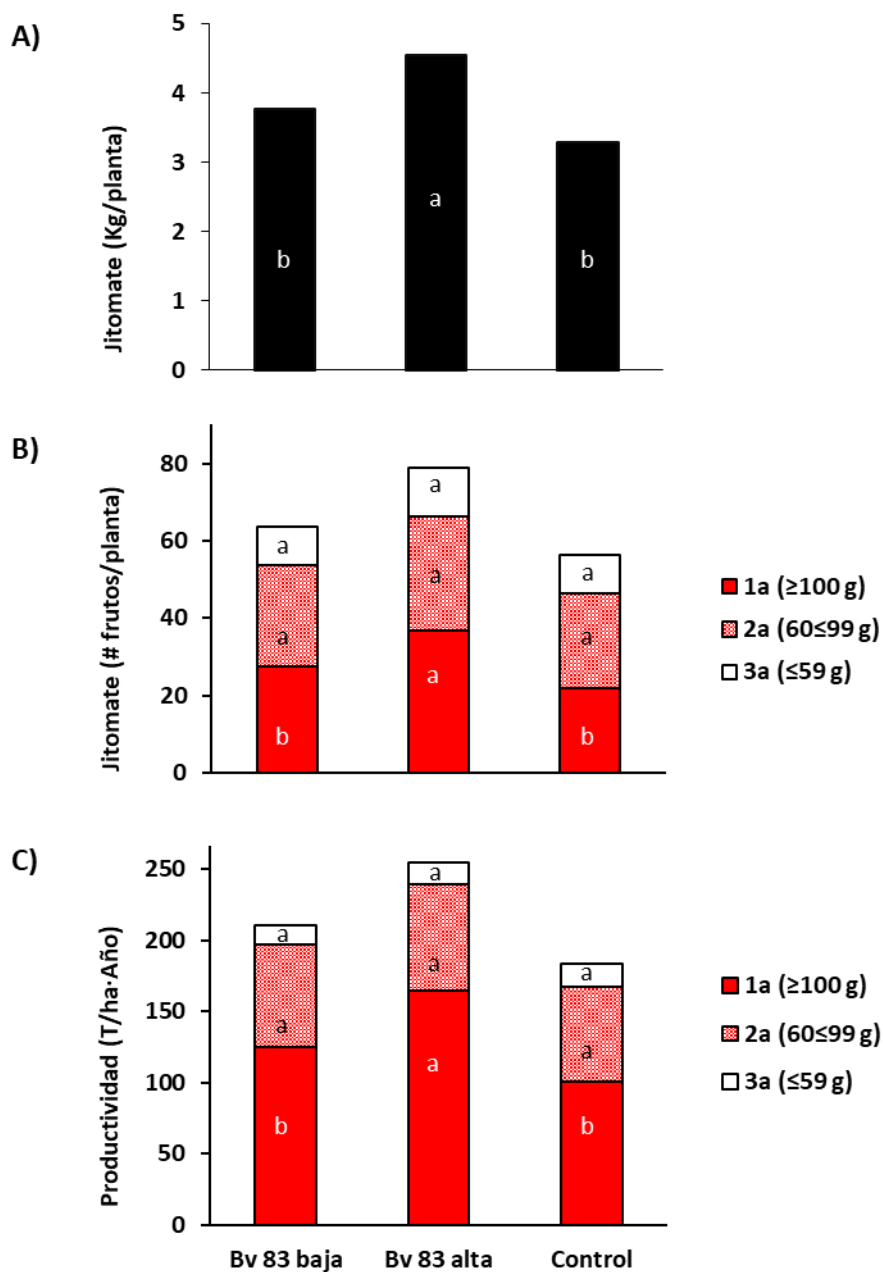 A)
Jitomate (Kg/planta)
5
4
3
2
1
0
b
a
b
B)
Jitomate (# frutos/planta)
80
60
40
20
0
a
a
b
a
a
a
a
a
b
1a (≥100 g)
2a (60≤99 g)
3a (≤59 g)
C)
Productividad (T/ha·Año)
250
200
150
100
50
0
a
a
b
a
a
a
a
a
b
1a (≥100 g)
2a (60≤99 g)
3a (≤59 g)
Bv 83 baja
Bv 83 alta
Control